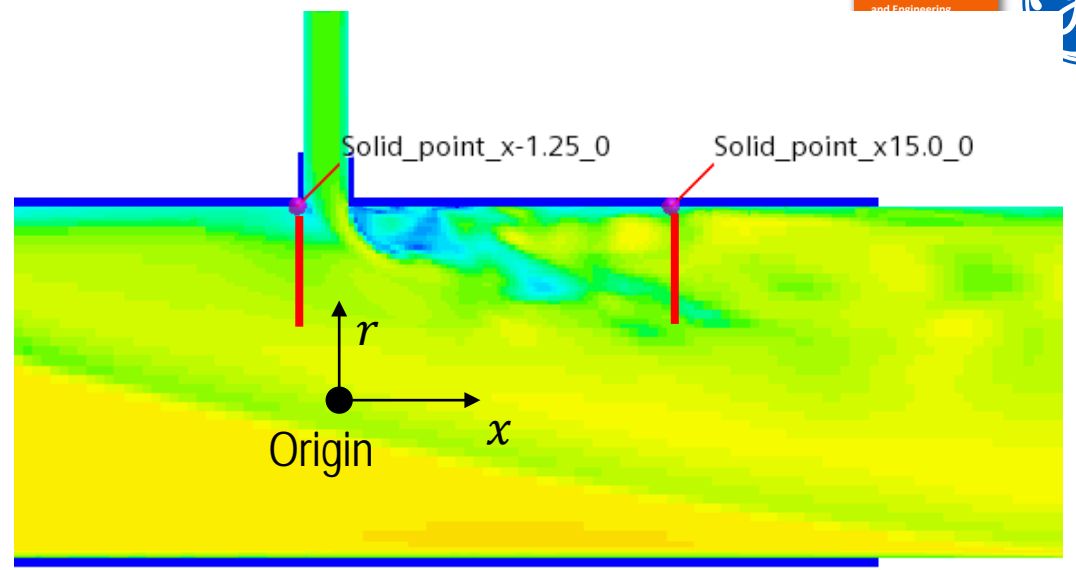 and Engineering
Solid_point_x-1.25_0
Solid_point_x15.0_0
r
x
Origin